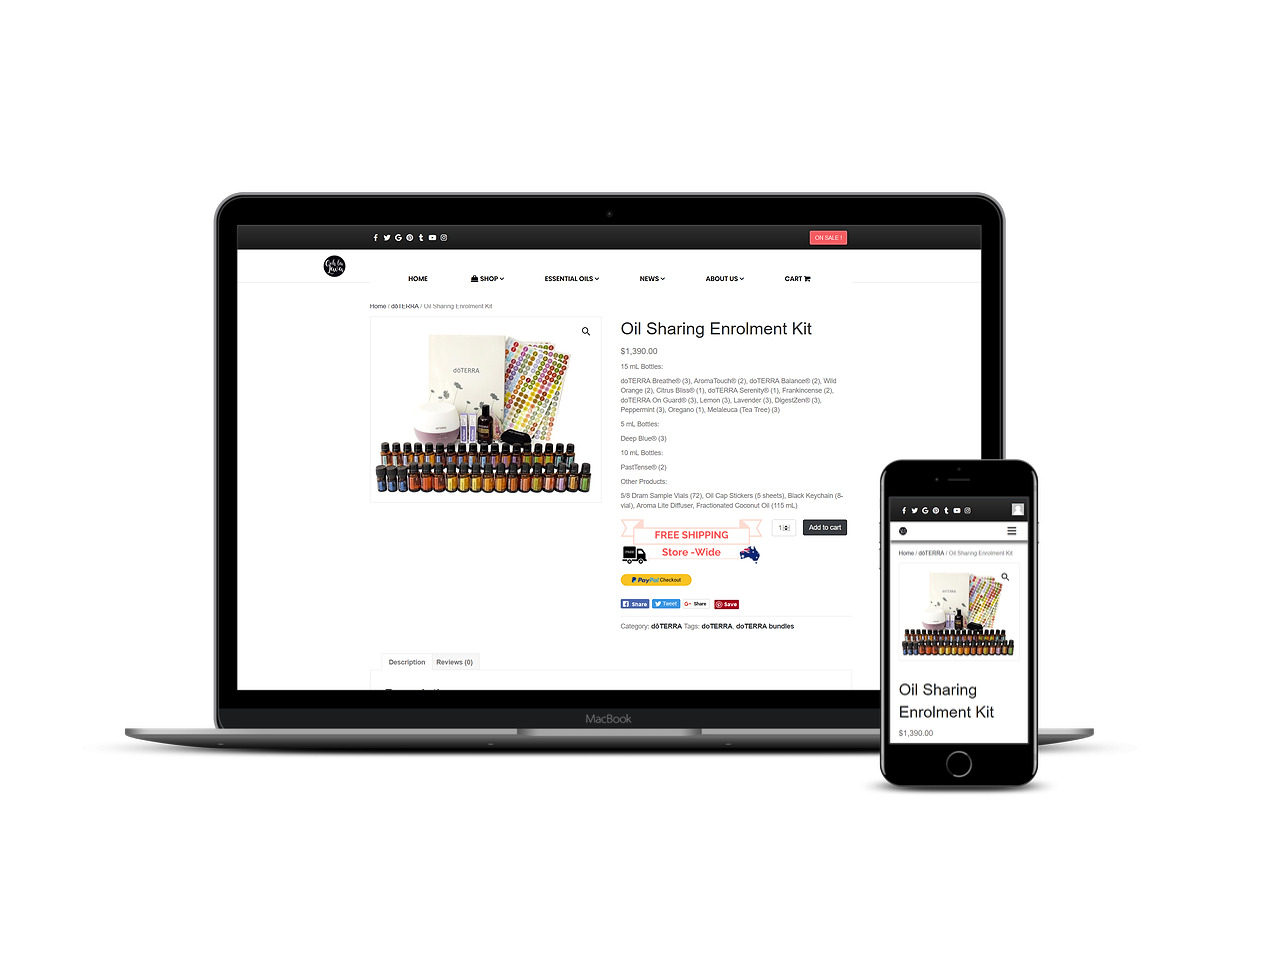 ON SALE !
Ooh la
Java
HOME
SHOP
ESSENTIAL OILS
NEWS
ABOUT US
CART
Home / dōTERRA / Oil Sharing Enrolment Kit
dōTERRA
Oil Sharing Enrolment Kit
$1,390.00
15 mL Bottles:
doTERRA Breathe® (3), AromaTouch® (2), doTERRA Balance® (2), Wild
Orange (2), Citrus Bliss® (1), doTERRA Serenity® (1), Frankincense (2),
doTERRA On Guard® (3), Lemon (3), Lavender (3), DigestZen® (3),
Peppermint (3), Oregano (1), Melaleuca (Tea Tree) (3)
5 mL Bottles:
Deep Blue® (3)
10 mL Bottles:
PastTense® (2)
Other Products:
5/8 Dram Sample Vials (72), Oil Cap Stickers (5 sheets), Black Keychain (8-
vial), Aroma Lite Diffuser, Fractionated Coconut Oil (115 mL)
FREE SHIPPING
Store -Wide
1
Add to cart
PayPal Checkout
Share
Tweet
Share
Save
Category: dōTERRA Tags: doTERRA, doTERRA bundles
Description
Reviews (0)
MacBook
Home / dōTERRA / Oil Sharing Enrolment Kit
dōTERRA
Oil Sharing
Enrolment Kit
$1,390.00